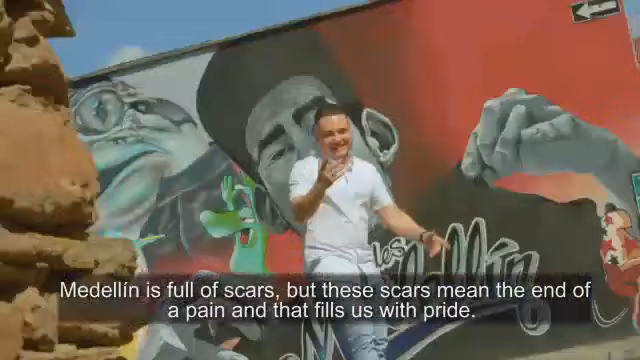 les
Medellín is full of scars, but these scars mean the end of
a pain and that fills us with pride.